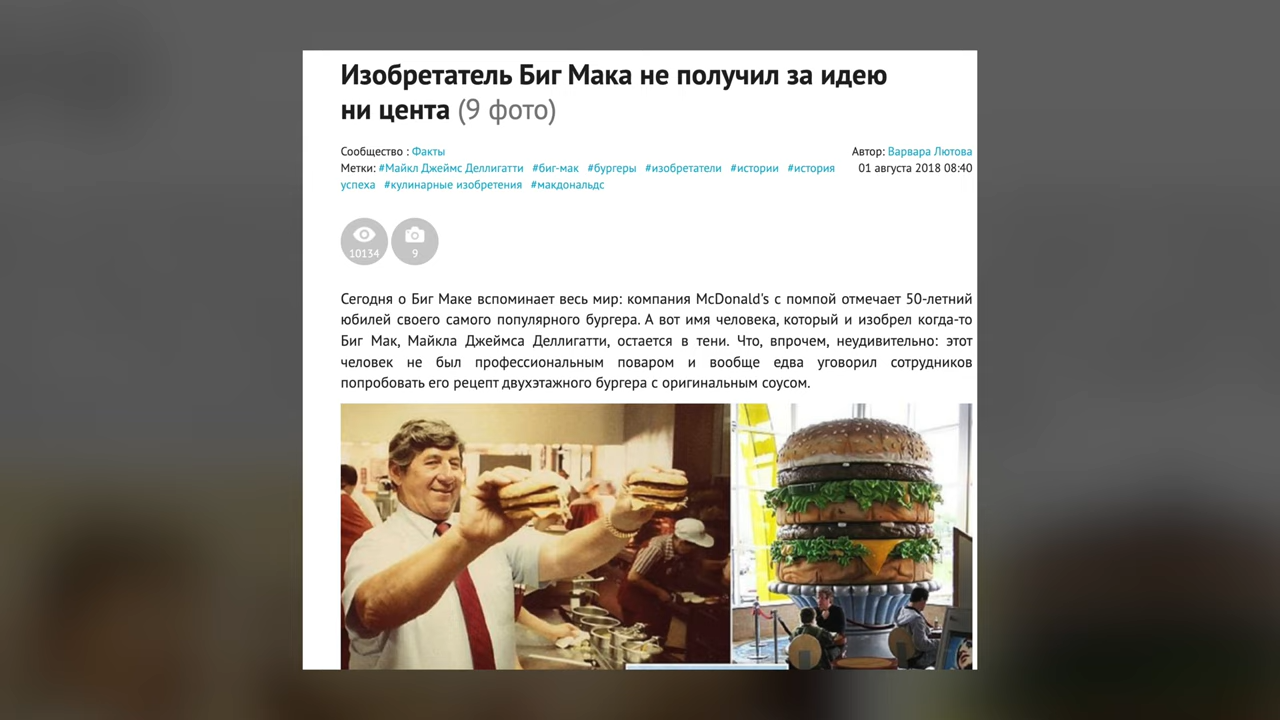 Изобретатель Биг Мака не получил за идею
ни цента (9 фото)
Сообщество : Факты
Автор: Варвара Лютова
Метки: #Майкл Джеймс Деллигатти #биг-мак #бургеры #изобретатели #истории #история
01 августа 2018 08:40
успеха #кулинарные изобретения #макдональдс
10134
9
Сегодня о Биг Маке вспоминает весь мир: компания McDonald's с помпой отмечает 50-летний
юбилей своего самого популярного бургера. А вот имя человека, который и изобрел когда-то
Биг Мак, Майкла Джеймса Деллигатти, остается в тени. Что, впрочем, неудивительно: этот
человек не был профессиональным поваром и вообще едва уговорил сотрудников
попробовать его рецепт двухэтажного бургера с оригинальным соусом.